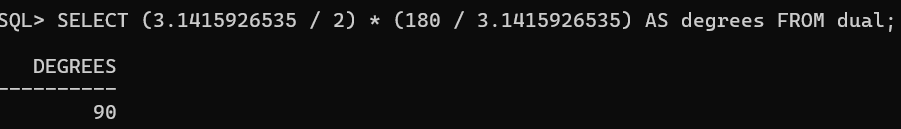 SQL> SELECT (3.1415926535 / 2) * (180 / 3.1415926535) AS degrees FROM dual;
DEGREES
----------
90